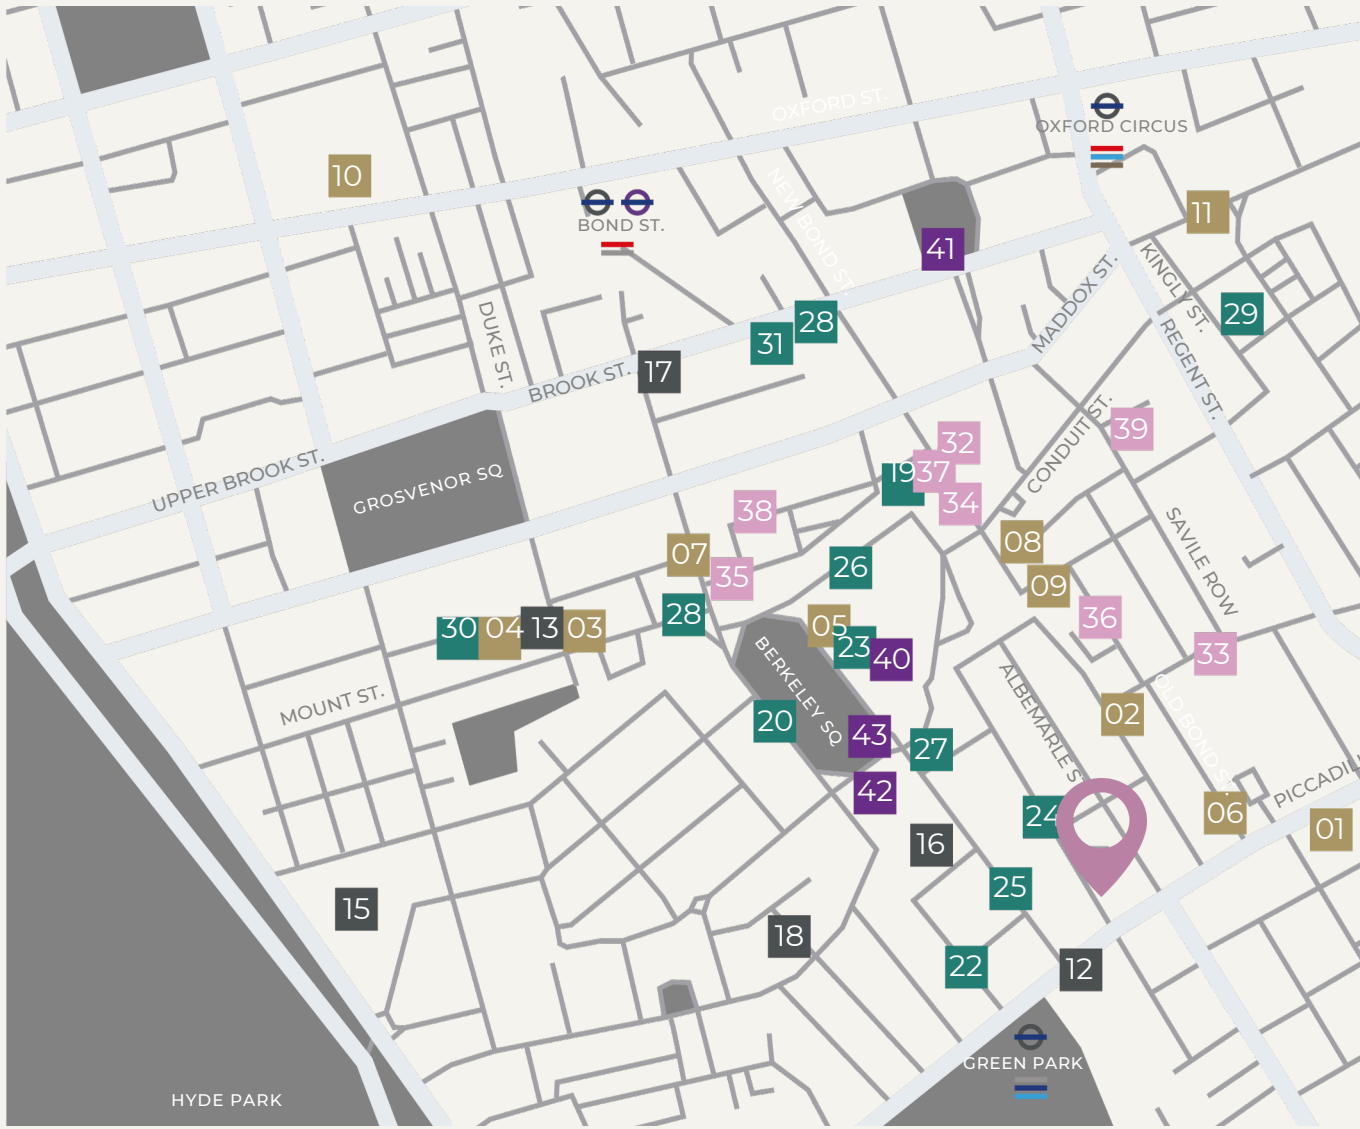 OXFORD ST.
OXFORD CIRCUS
10
NEW BOND ST.
BOND ST.
11
41
KINGLY ST.
MADDOX ST.
29
28
31
DUKE ST.
REGENT ST.
17
BROOK ST.
39
CONDUIT ST.
32
UPPER BROOK ST.
GROSVENOR SQ
19
37
34
38
SAVILE ROW
07
08
26
35
09
28
36
30
04
13
03
05
23
40
33
BERKELEY SQ
MOUNT ST.
ALBEMARLE S
OLD BOND ST.
02
20
43
27
42
PICCADILL
24
06
01
16
25
15
18
22
12
GREEN PARK
HYDE PARK